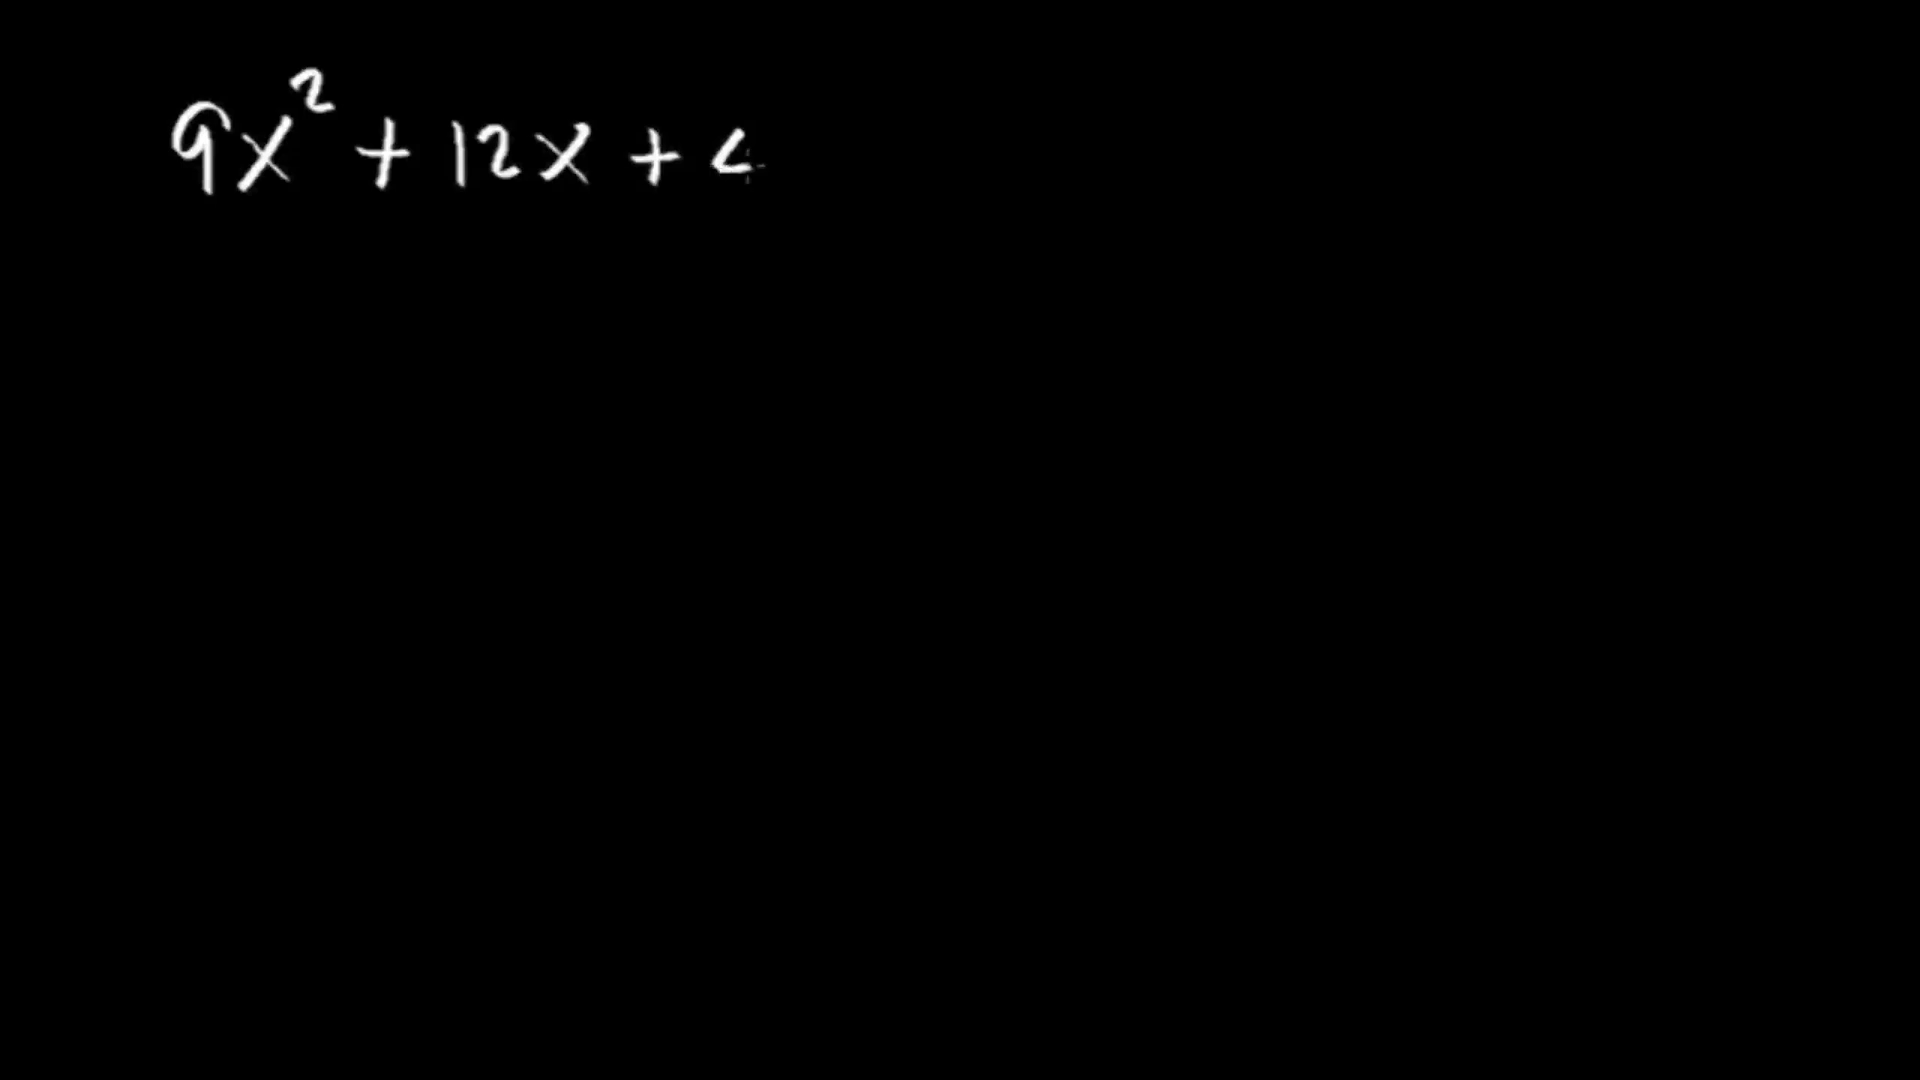 9x² + 12x + 4